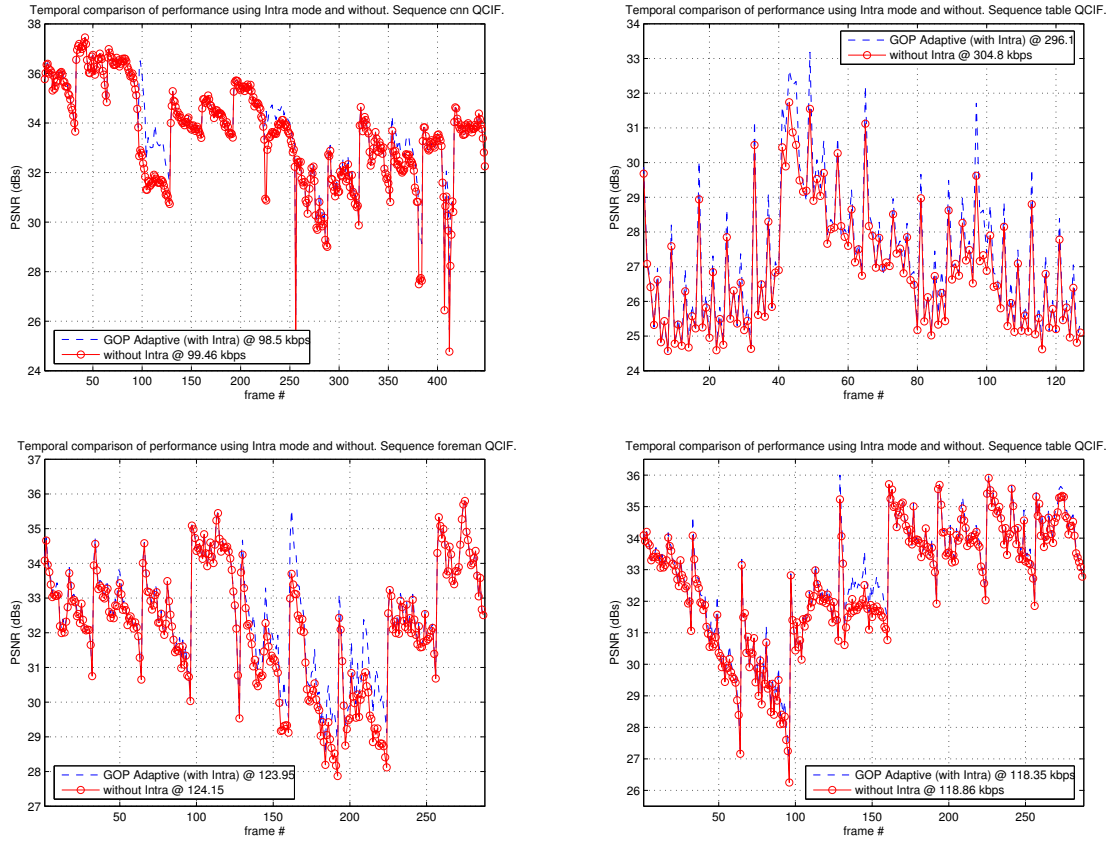 Temporal comparison of performance using Intra mode and without. Sequence cnn QCIF.
38
36
34
32
30
28
26
24
PSNR (dBs)
50 100 150 200 250 300 350 400
frame #
GOP Adaptive (with Intra) @ 98.5 kbps
without Intra @ 99.46 kbps
Temporal comparison of performance using Intra mode and without. Sequence table QCIF.
34
33
32
31
30
29
28
27
26
25
24
PSNR (dBs)
20 40 60 80 100 120
frame #
GOP Adaptive (with Intra) @ 296.1
without Intra @ 304.8 kbps
Temporal comparison of performance using Intra mode and without. Sequence foreman QCIF.
37
36
35
34
33
32
31
30
29
28
27
PSNR (dBs)
50 100 150 200 250
frame #
GOP Adaptive (with Intra) @ 123.95
without Intra @ 124.15
Temporal comparison of performance using Intra mode and without. Sequence table QCIF.
36
35
34
33
32
31
30
29
28
27
26
PSNR (dBs)
50 100 150 200 250
frame #
GOP Adaptive (with Intra) @ 118.35 kbps
without Intra @ 118.86 kbps